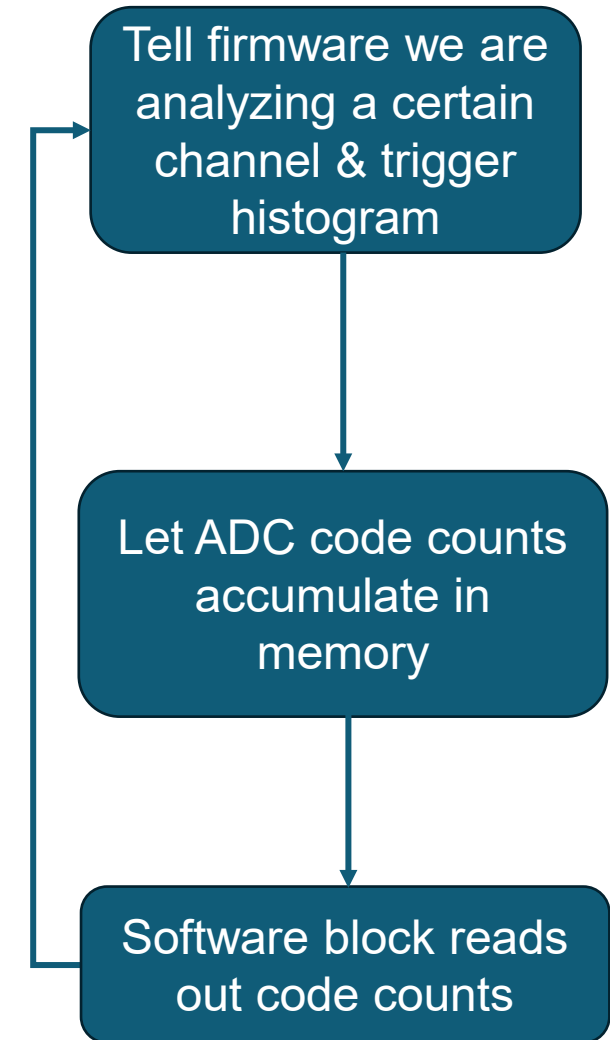 Tell firmware we are
analyzing a certain
channel & trigger
histogram
Let ADC code counts
accumulate in
memory
Software block reads
out code counts